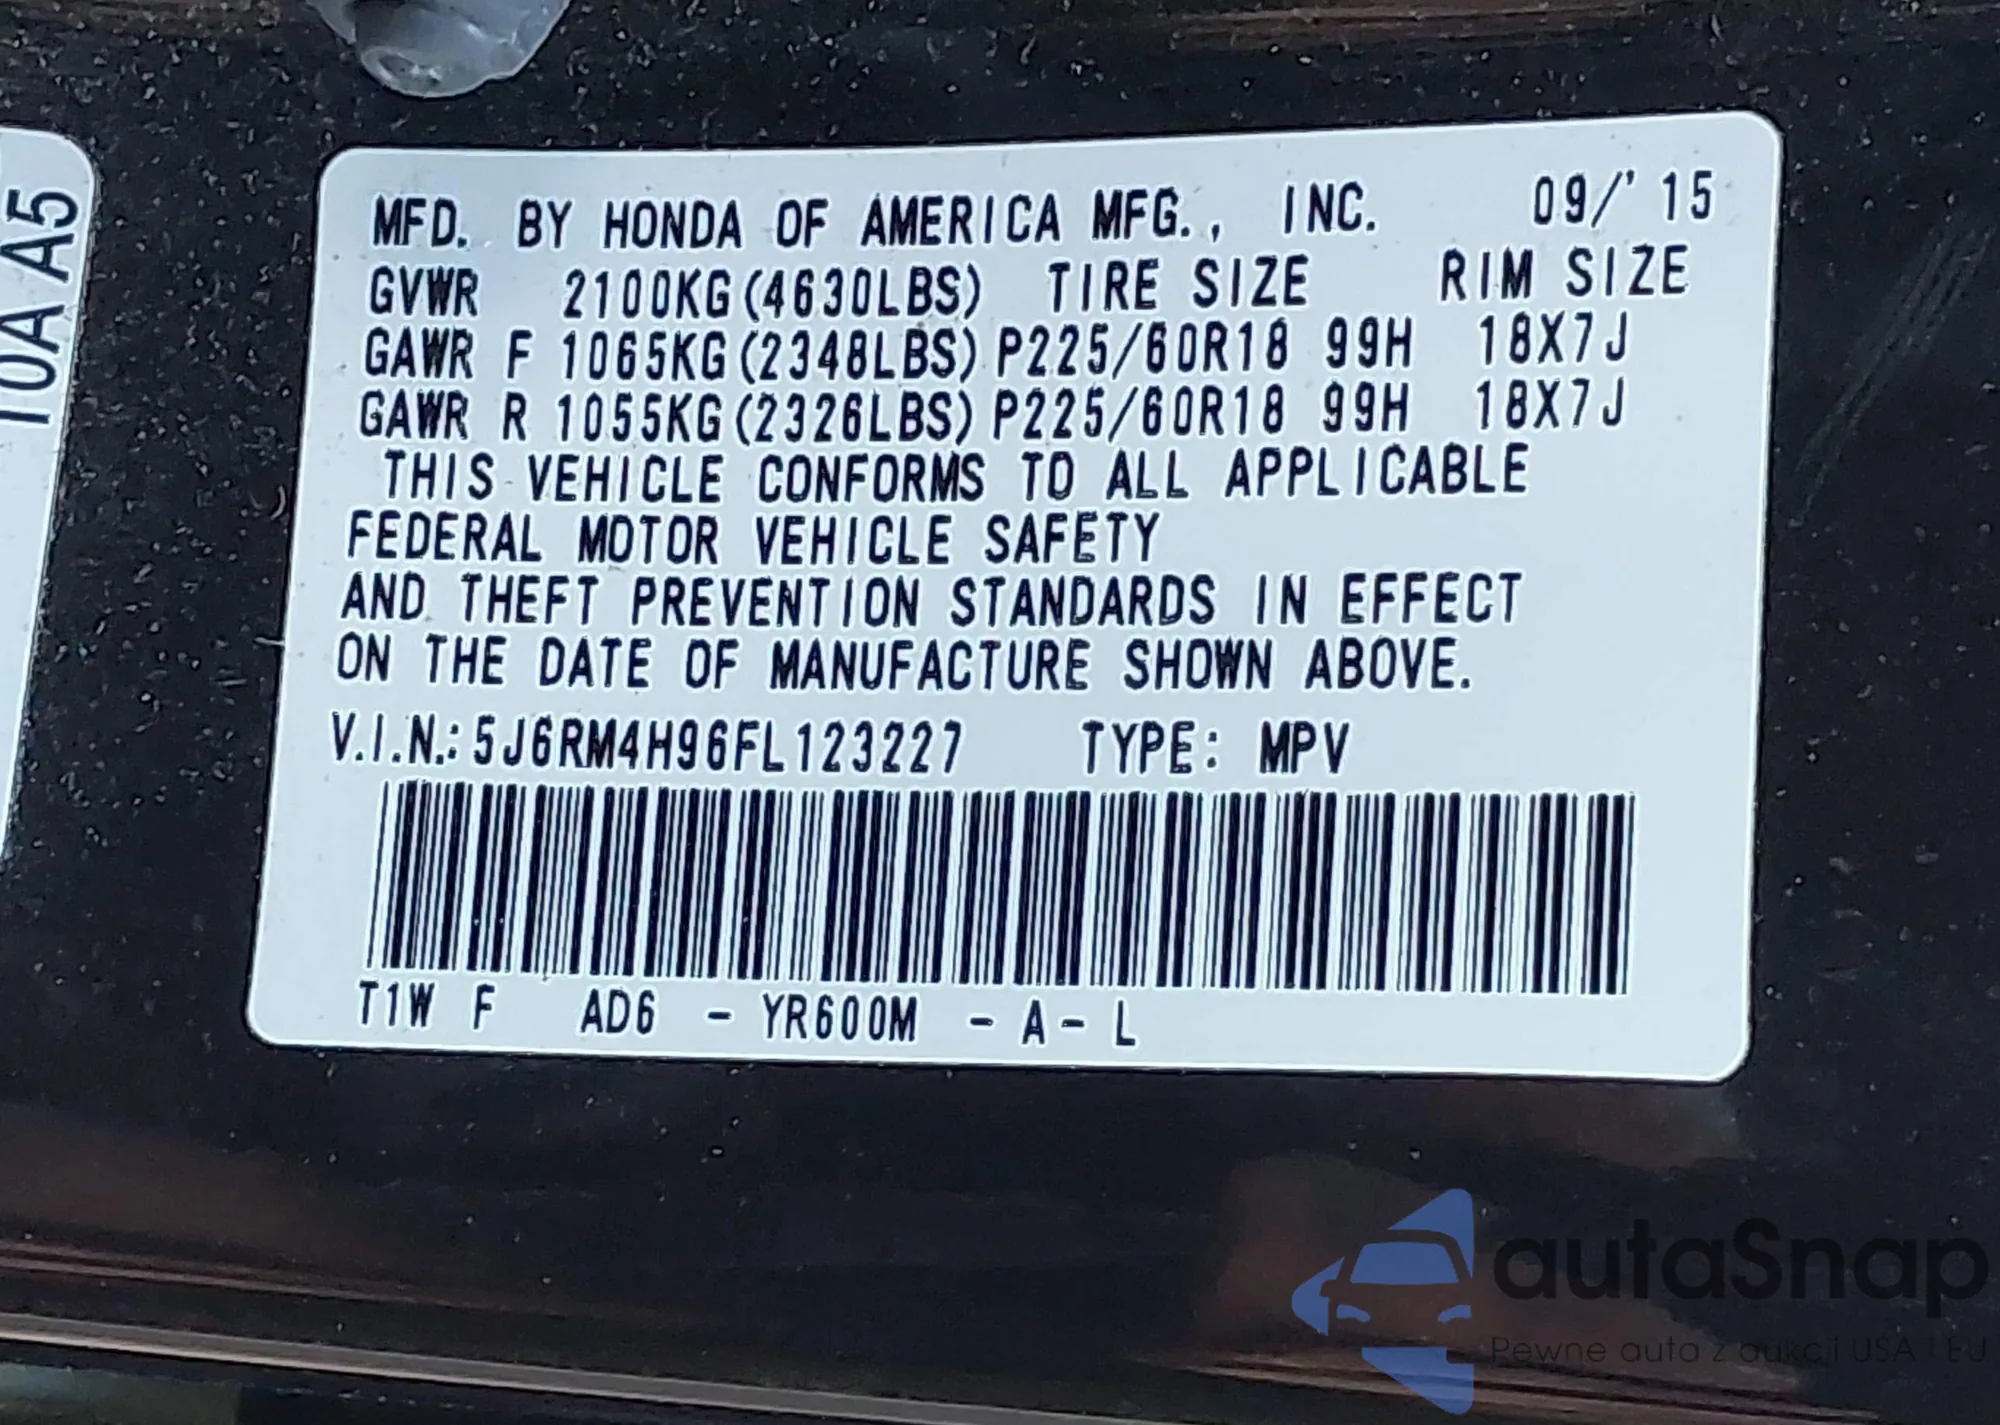 10A A5
MFD. BY HONDA OF AMERICA MFG., INC. 09/'15
GVWR 2100KG(4630LBS) TIRE SIZE RIM SIZE
GAWR F 1065KG(2348LBS) P225/60R18 99H 18X7J
GAWR R 1055KG(2326LBS) P225/60R18 99H 18X7J
THIS VEHICLE CONFORMS TO ALL APPLICABLE
FEDERAL MOTOR VEHICLE SAFETY
AND THEFT PREVENTION STANDARDS IN EFFECT
ON THE DATE OF MANUFACTURE SHOWN ABOVE.
V.I.N.: 5J6RM4H96FL123227 TYPE: MPV
T1W F AD6 - YR600M - A - L
autaSnap
Pewne auta z aukcji USA i EU